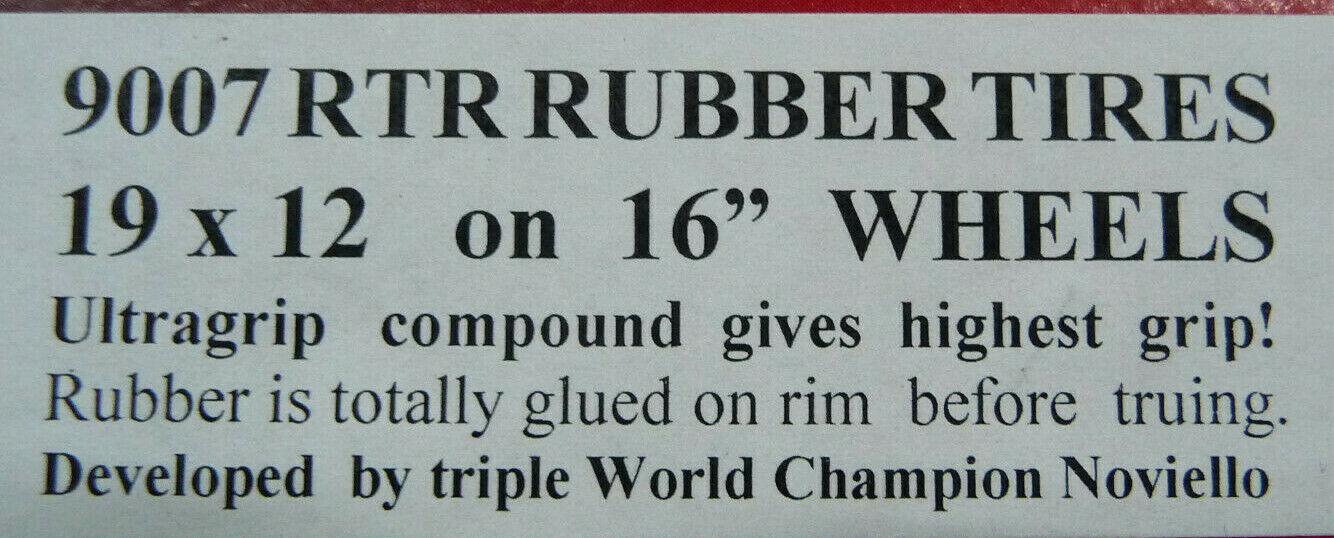 9007 RTR RUBBER TIRES
19 x 12 on 16” WHEELS
Ultragrip compound gives highest grip!
Rubber is totally glued on rim before truing.
Developed by triple World Champion Noviello